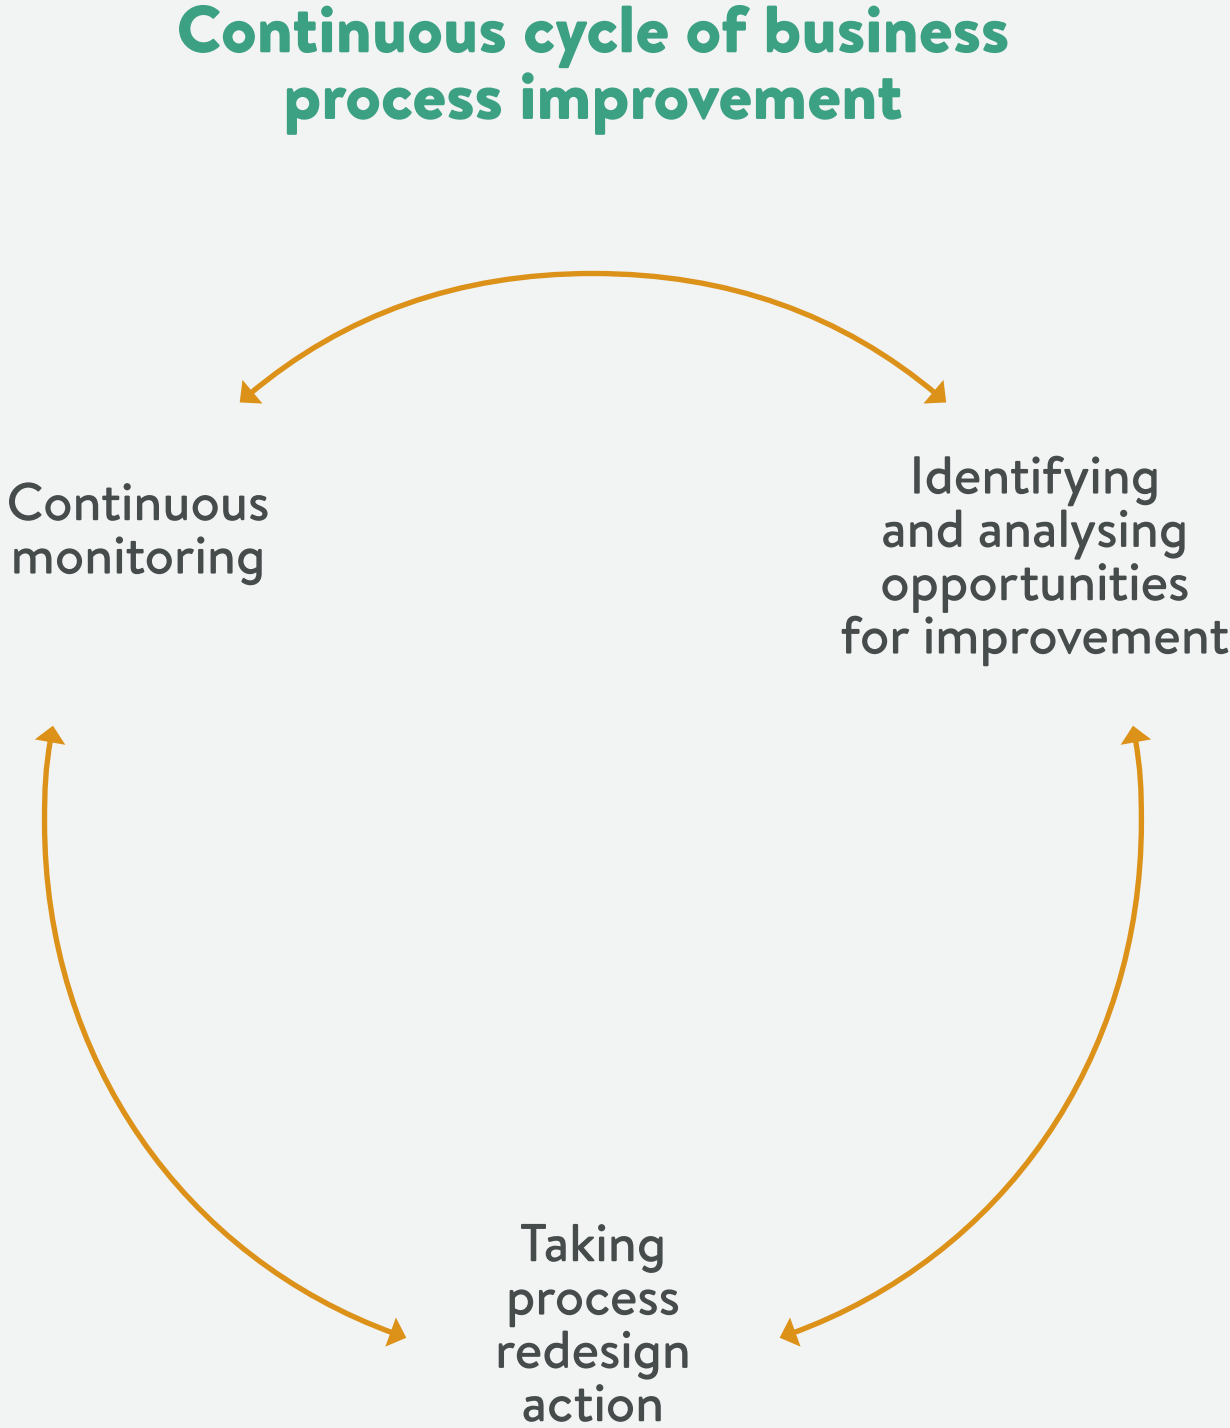 Continuous cycle of business
process improvement
Continuous
monitoring
Identifying
and analysing
opportunities
for improvement
Taking
process
redesign
action